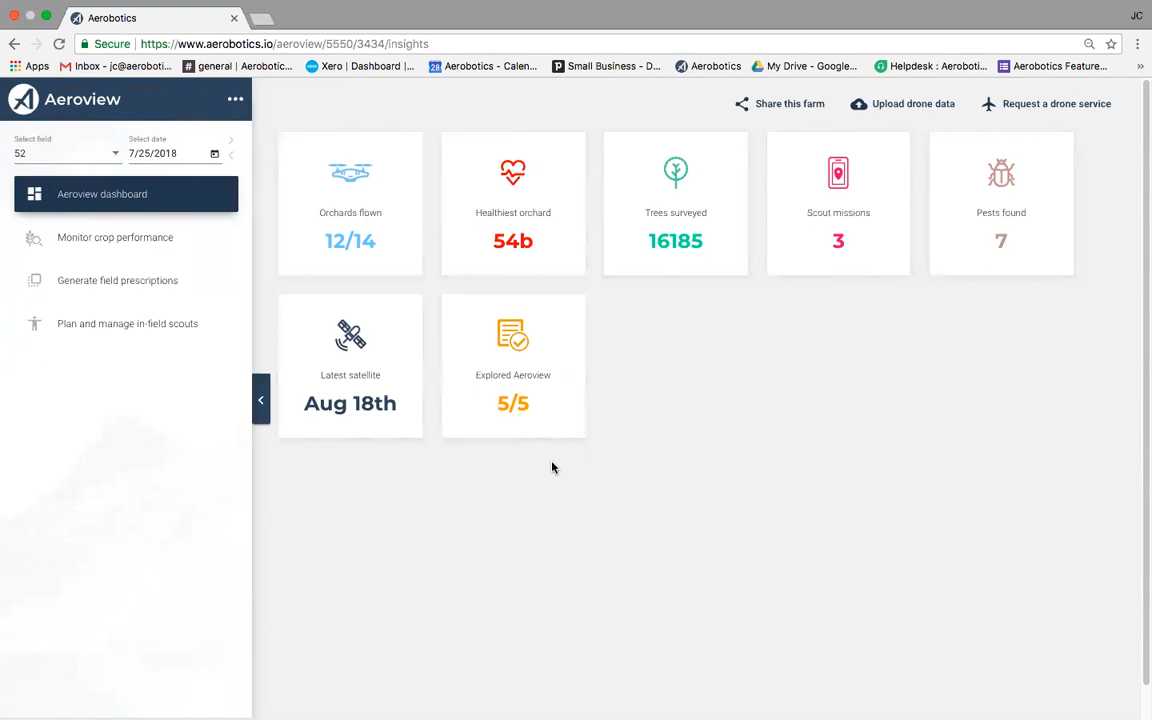 Aerobotics
JC
Secure https://www.aerobotics.io/aeroview/5550/3434/insights
Apps Inbox - jc@aeroboti... general | Aerobotic... Xero | Dashboard |... Aerobotics - Calen... Small Business - D... Aerobotics My Drive - Google... Helpdesk : Aeroboti... Aerobotics Feature... »
Aeroview
Select field Select date
52 7/25/2018
Aeroview dashboard
Monitor crop performance
Generate field prescriptions
Plan and manage in-field scouts
Share this farm Upload drone data Request a drone service
Orchards flown
12/14
Healthiest orchard
54b
Trees surveyed
16185
Scout missions
3
Pests found
7
Latest satellite
Aug 18th
Explored Aeroview
5/5